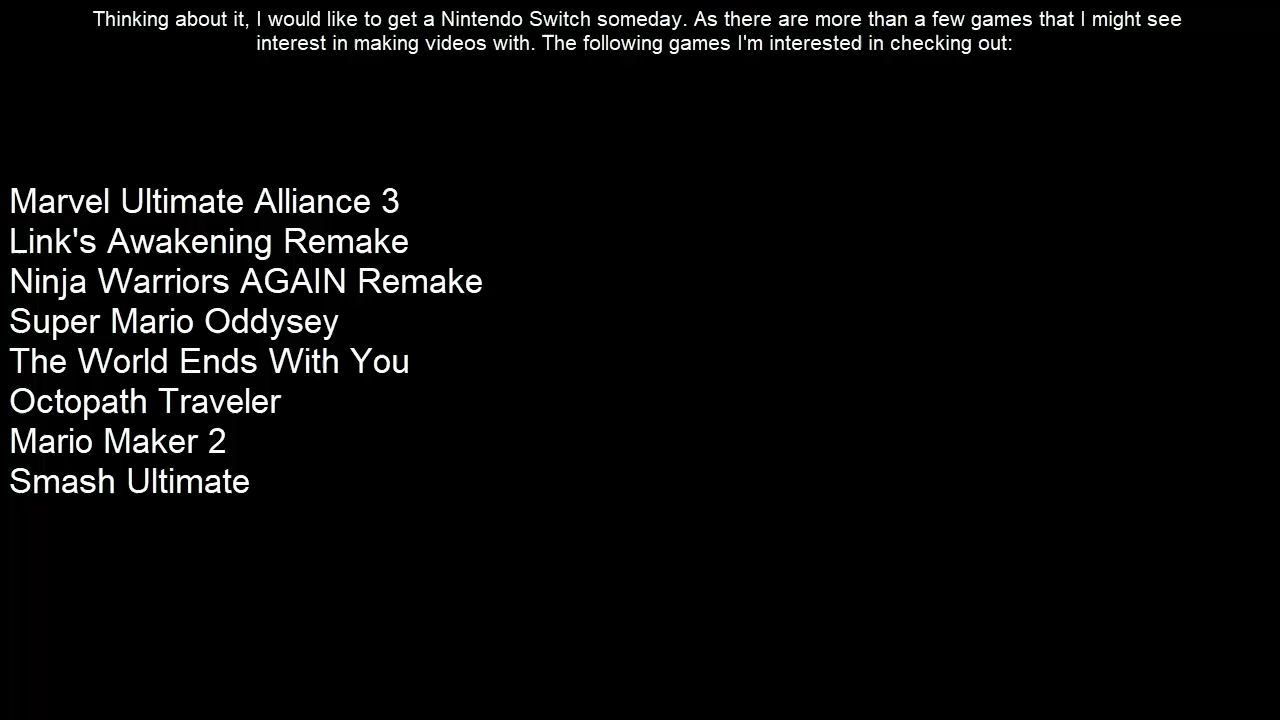 Thinking about it, I would like to get a Nintendo Switch someday. As there are more than a few games that I might see
interest in making videos with. The following games I'm interested in checking out:
Marvel Ultimate Alliance 3
Link's Awakening Remake
Ninja Warriors AGAIN Remake
Super Mario Oddysey
The World Ends With You
Octopath Traveler
Mario Maker 2
Smash Ultimate